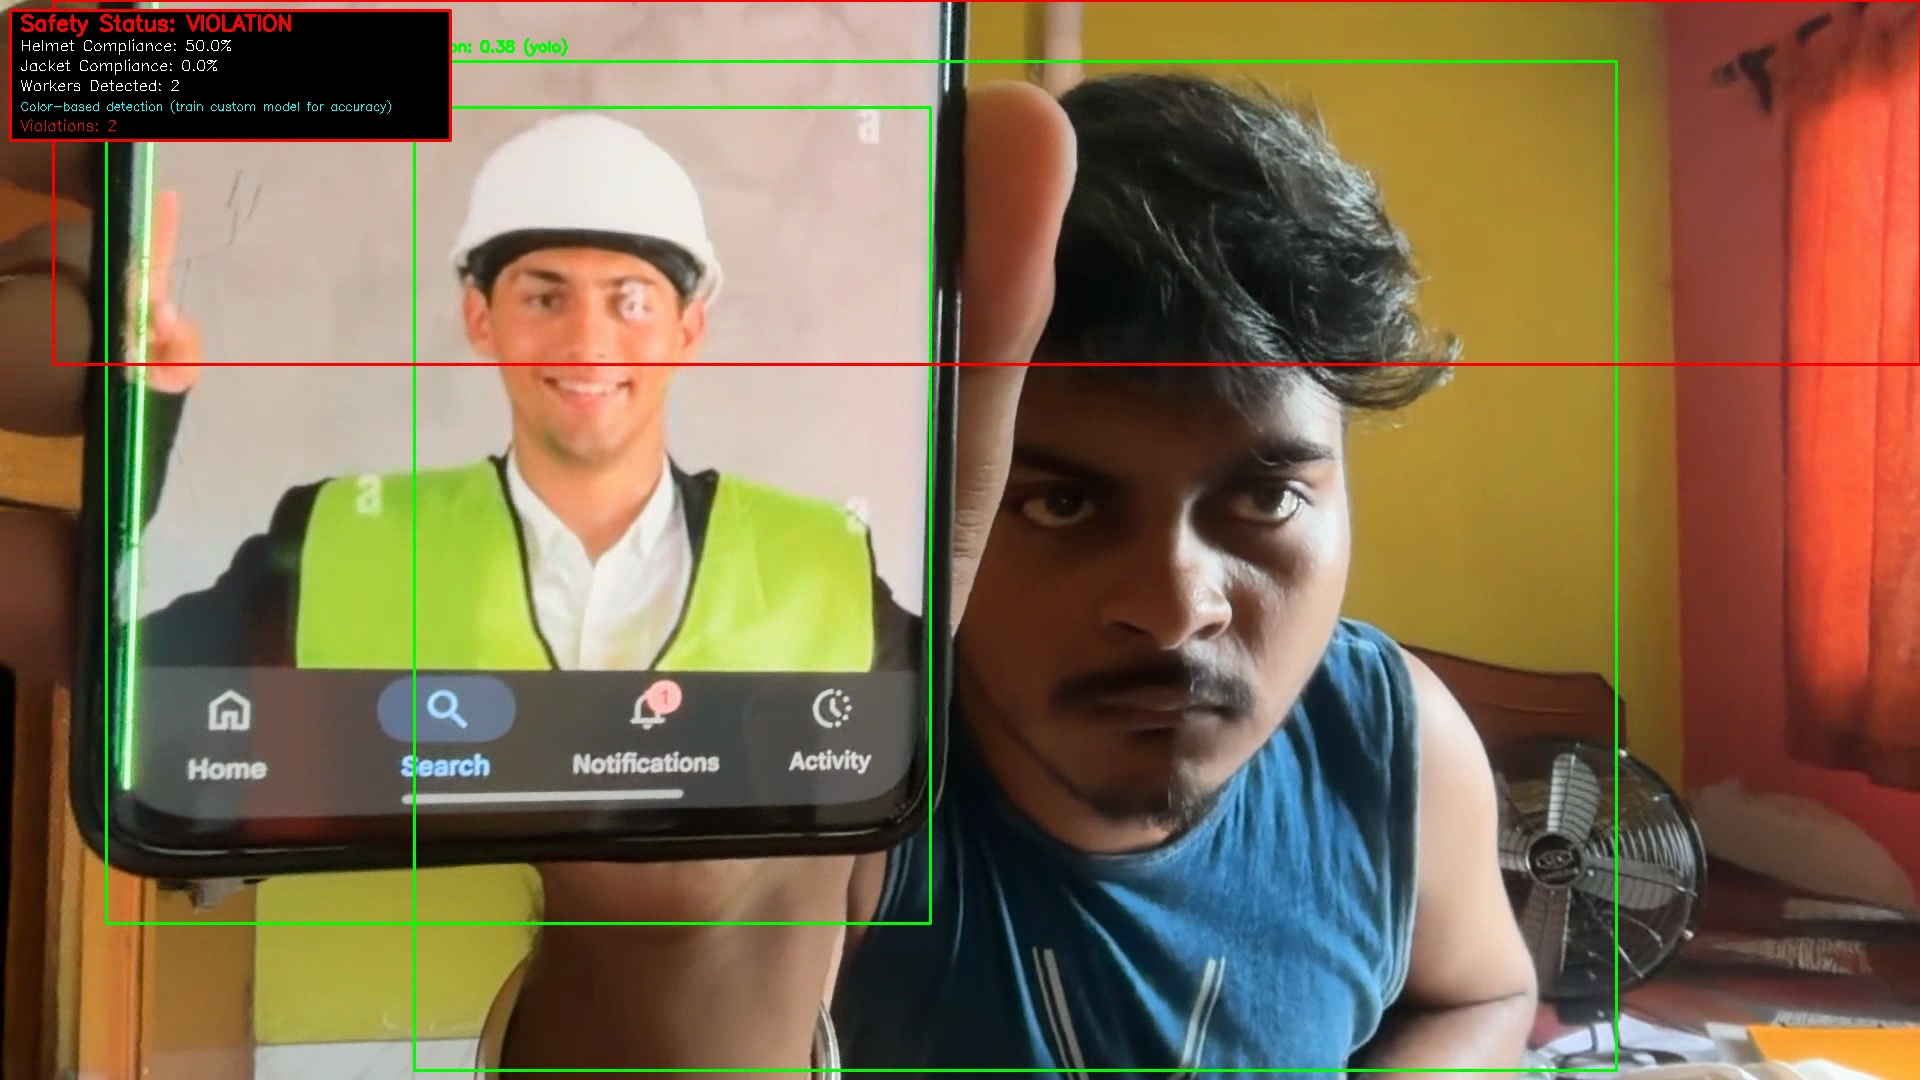 Safety Status: VIOLATION
Helmet Compliance: 50.0%
on: 0.38 (yolo)
Jacket Compliance: 0.0%
Workers Detected: 2
Color-based detection (train custom model for accuracy)
Violations: 2
a
a
a
a
1
Home
Search
Notifications
Activity